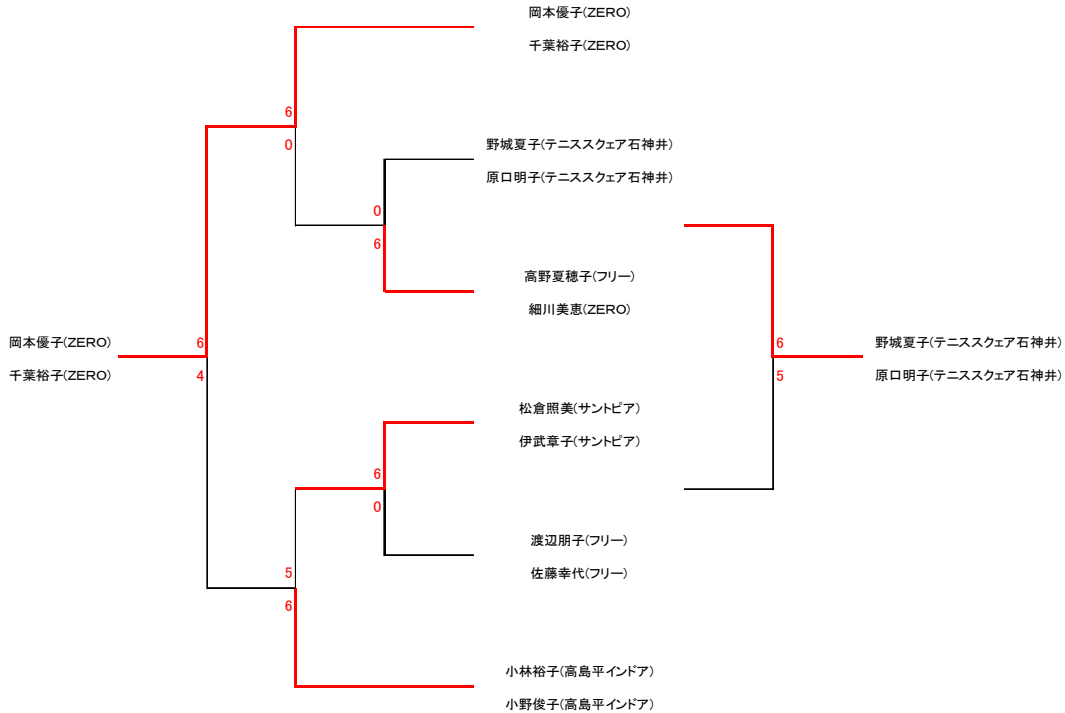 岡本優子(ZERO)
千葉裕子(ZERO)
6
0
野城夏子(テニススクェア石神井)
原口明子(テニススクェア石神井)
0
6
高野夏穂子(フリー)
細川美恵(ZERO)
岡本優子(ZERO)
千葉裕子(ZERO)
6
4
6
5
野城夏子(テニススクェア石神井)
原口明子(テニススクェア石神井)
松倉照美(サントピア)
伊武章子(サントピア)
6
0
渡辺朋子(フリー)
佐藤幸代(フリー)
5
6
小林裕子(高島平インドア)
小野俊子(高島平インドア)